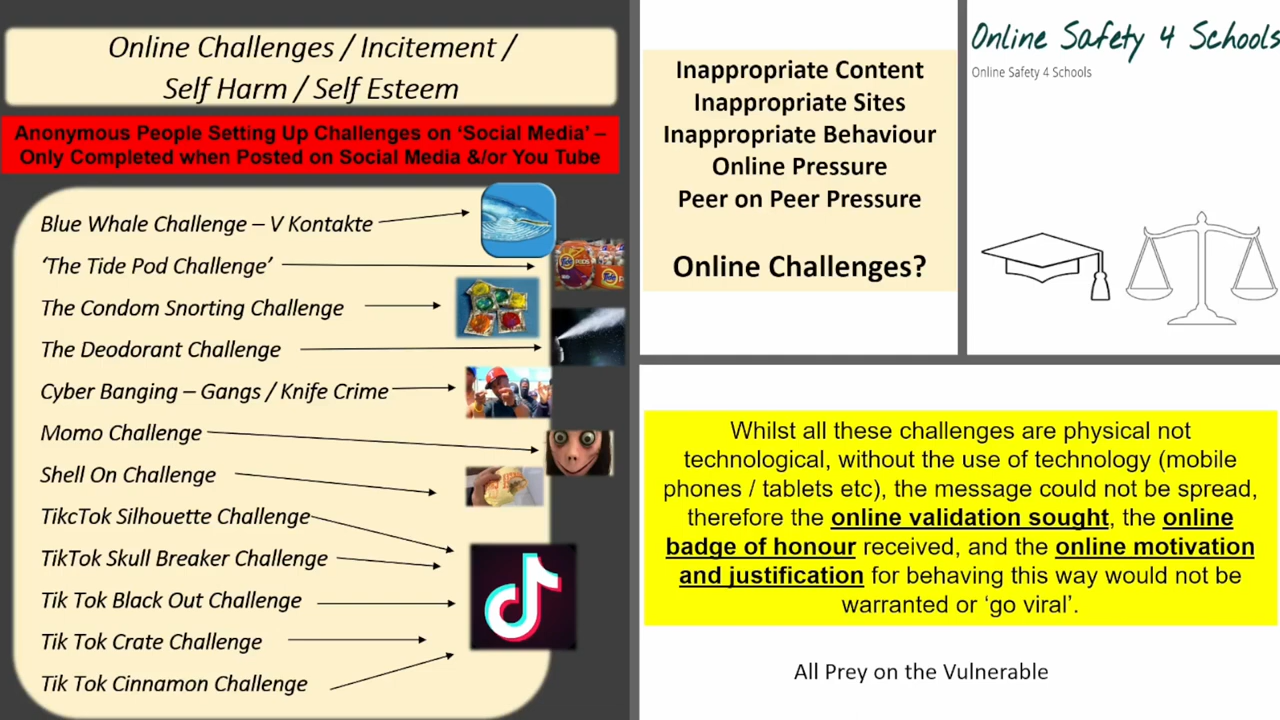 Online Challenges / Incitement /
Self Harm / Self Esteem
Anonymous People Setting Up Challenges on ‘Social Media’ –
Only Completed when Posted on Social Media &/or You Tube
Blue Whale Challenge – V Kontakte
‘The Tide Pod Challenge’
The Condom Snorting Challenge
The Deodorant Challenge
Cyber Banging – Gangs / Knife Crime
Momo Challenge
Shell On Challenge
TikcTok Silhouette Challenge
TikTok Skull Breaker Challenge
Tik Tok Black Out Challenge
Tik Tok Crate Challenge
Tik Tok Cinnamon Challenge
Inappropriate Content
Inappropriate Sites
Inappropriate Behaviour
Online Pressure
Peer on Peer Pressure
Online Challenges?
Online Safety 4 Schools
Online Safety 4 Schools
Whilst all these challenges are physical not
technological, without the use of technology (mobile
phones / tablets etc), the message could not be spread,
therefore the online validation sought, the online
badge of honour received, and the online motivation
and justification for behaving this way would not be
warranted or ‘go viral’.
All Prey on the Vulnerable